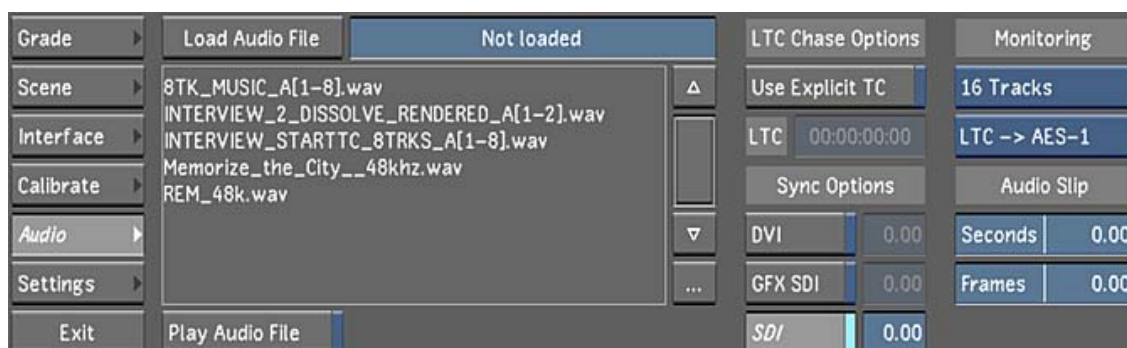 Grade
Scene
Interface
Calibrate
Audio
Settings
Exit
Load Audio File
Not loaded
8TK_MUSIC_A[1-8].wav
INTERVIEW_2_DISSOLVE_RENDERED_A[1-2].wav
INTERVIEW_STARTTC_8TRKS_A[1-8].wav
Memorize_the_City__48khz.wav
REM_48k.wav
...
Play Audio File
LTC Chase Options
Use Explicit TC
LTC 00:00:00:00
Sync Options
DVI 0.00
GFX SDI 0.00
SDI 0.00
Monitoring
16 Tracks
LTC -> AES-1
Audio Slip
Seconds 0.00
Frames 0.00